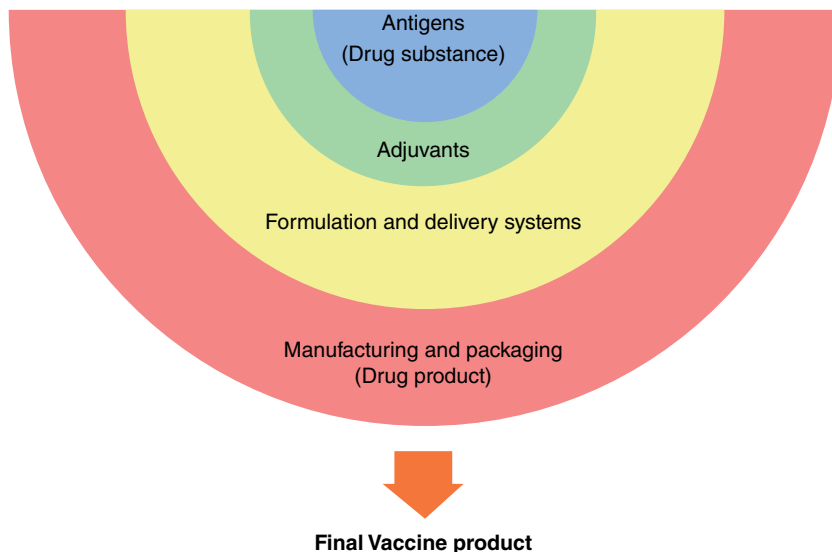 Antigens
(Drug substance)
Adjuvants
Formulation and delivery systems
Manufacturing and packaging
(Drug product)
Final Vaccine product